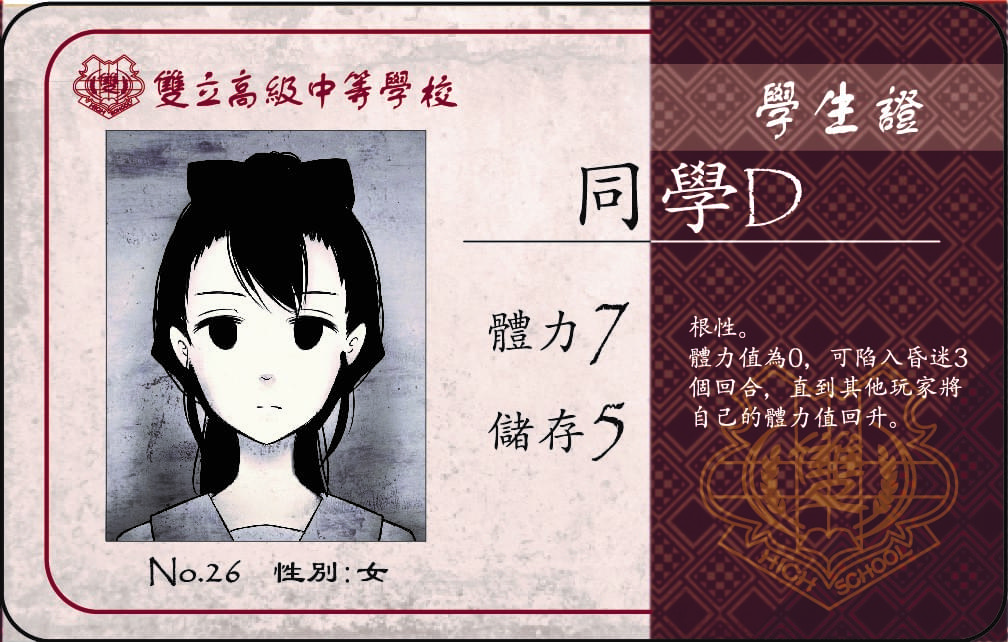 雙立高級中等學校
學生證
同學D
體力7
儲存5
根性。
體力值為0，可陷入昏迷3
個回合，直到其他玩家將
自己的體力值回升。
No.26 性別：女
雙
雙
HIGH SCHOOL